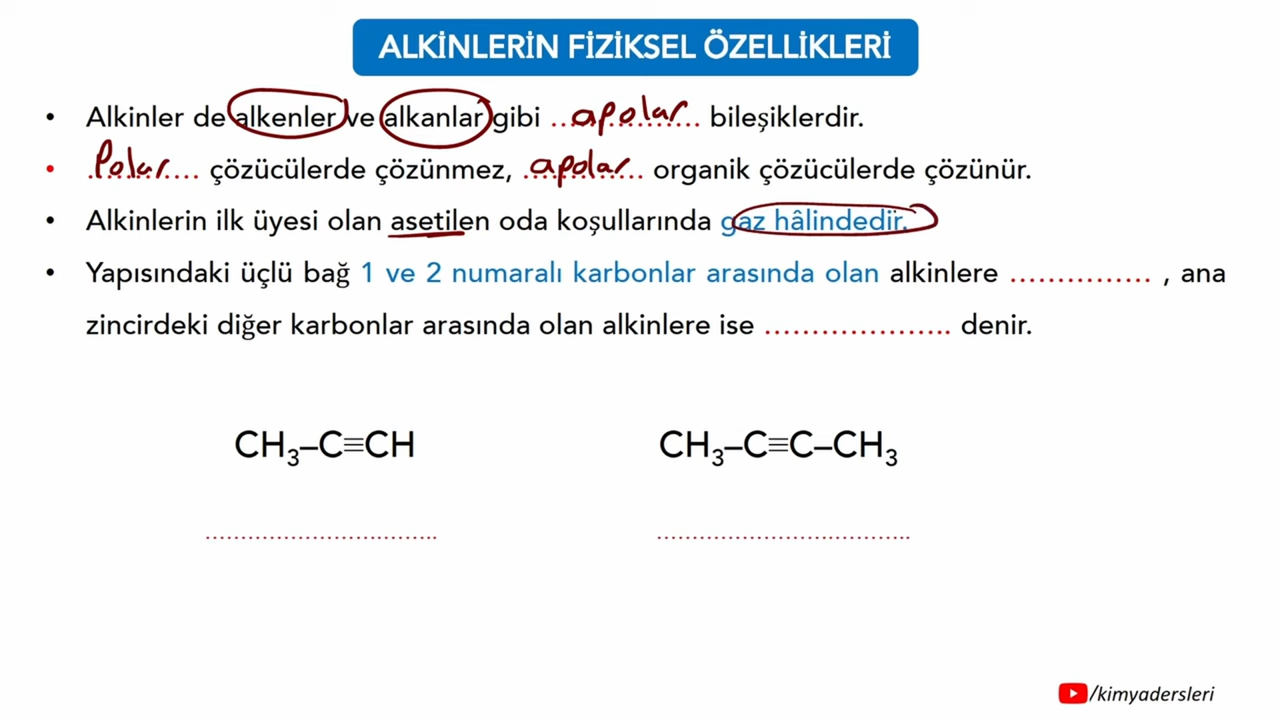 ALKİNLERİN FİZİKSEL ÖZELLİKLERİ
• Alkinler de alkenler ve alkanlar gibi ...apolar... bileşiklerdir.
• Polar.... çözücülerde çözünmez, apolar... organik çözücülerde çözünür.
• Alkinlerin ilk üyesi olan asetilen oda koşullarında gaz hâlindedir.
• Yapısındaki üçlü bağ 1 ve 2 numaralı karbonlar arasında olan alkinlere ............... , ana
zincirdeki diğer karbonlar arasında olan alkinlere ise .................... denir.
CH₃–C≡CH CH₃–C≡C–CH₃
................................. ....................................
/kimyadersleri